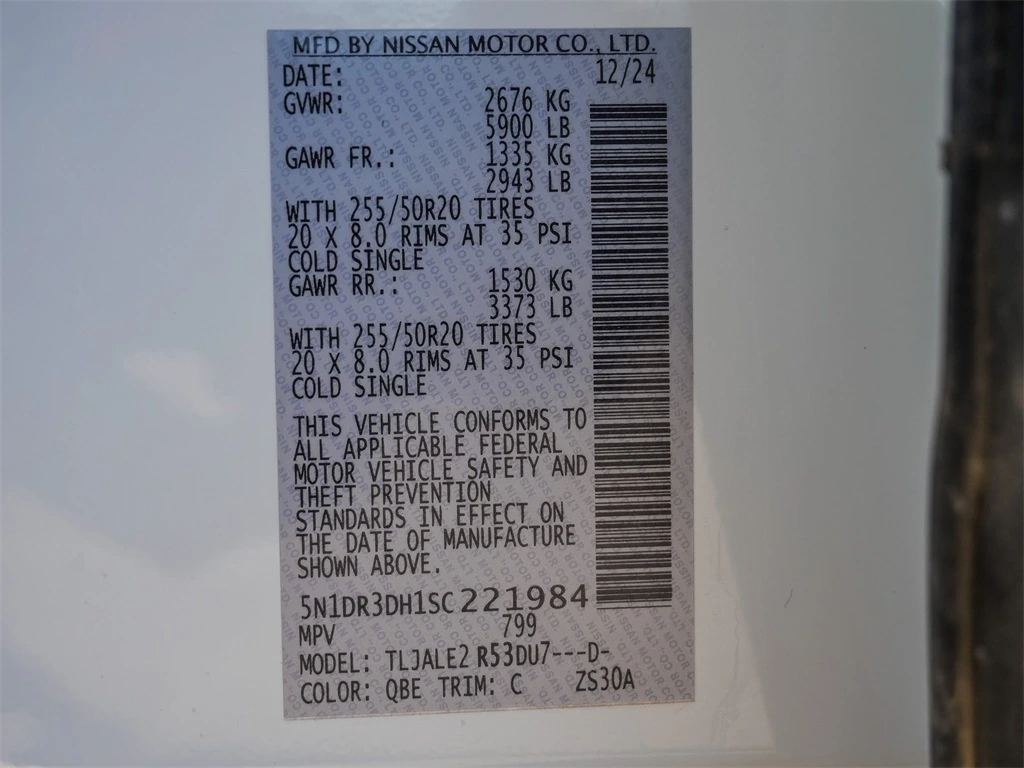 MFD BY NISSAN MOTOR CO., LTD.
DATE: 12/24
GVWR: 2676 KG
5900 LB
GAWR FR.: 1335 KG
2943 LB
WITH 255/50R20 TIRES
20 X 8.0 RIMS AT 35 PSI
COLD SINGLE
GAWR RR.: 1530 KG
3373 LB
WITH 255/50R20 TIRES
20 X 8.0 RIMS AT 35 PSI
COLD SINGLE
THIS VEHICLE CONFORMS TO
ALL APPLICABLE FEDERAL
MOTOR VEHICLE SAFETY AND
THEFT PREVENTION
STANDARDS IN EFFECT ON
THE DATE OF MANUFACTURE
SHOWN ABOVE.
5N1DR3DH1SC221984
MPV 799
MODEL: TLJALE2 R53DU7---D-
COLOR: QBE TRIM: C ZS30A